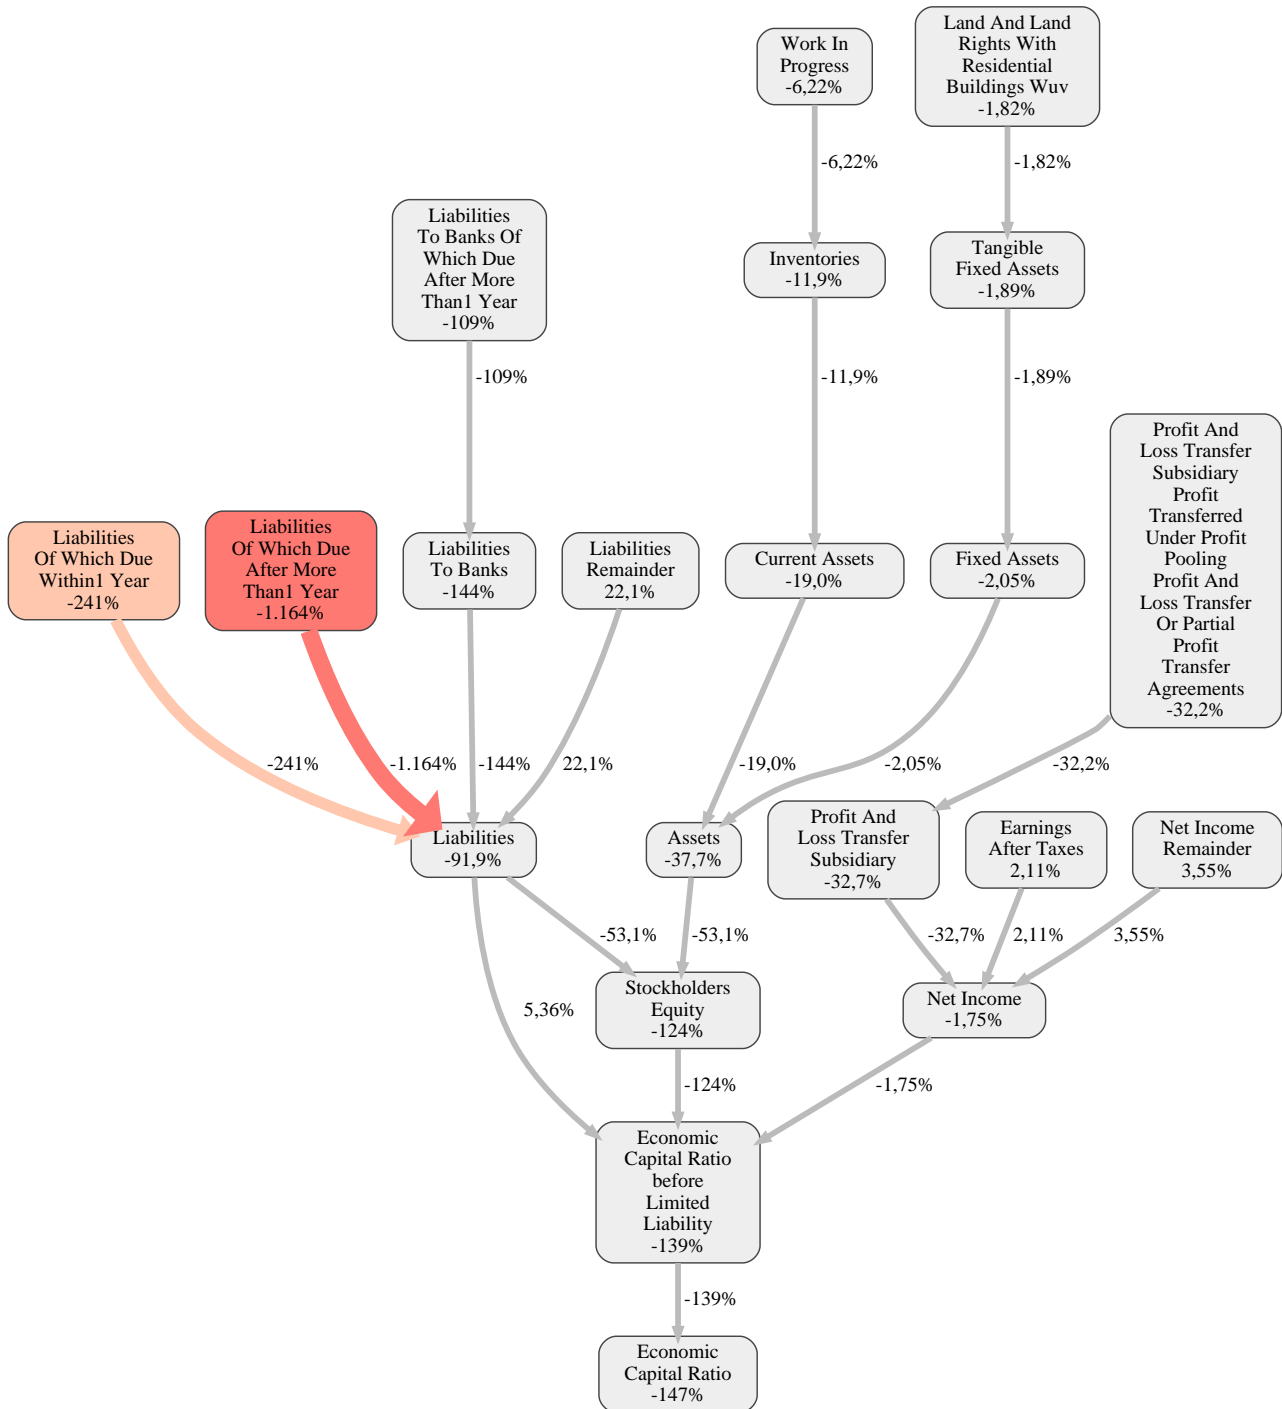 Work In
Progress
-6,22%
Land And Land
Rights With
Residential
Buildings Wuv
-1,82%
-6,22%
-1,82%
Liabilities
To Banks Of
Which Due
After More
Than1 Year
-109%
Inventories
-11,9%
Tangible
Fixed Assets
-1,89%
-109%
-11,9%
-1,89%
Profit And
Loss Transfer
Subsidiary
Profit
Transferred
Under Profit
Pooling
Profit And
Loss Transfer
Or Partial
Profit
Transfer
Agreements
-32,2%
Liabilities
Of Which Due
Within1 Year
-241%
Liabilities
Of Which Due
After More
Than1 Year
-1.164%
Liabilities
To Banks
-144%
Liabilities
Remainder
22,1%
Current Assets
-19,0%
Fixed Assets
-2,05%
-241%
-1.164%
-144%
22,1%
-19,0%
-2,05%
-32,2%
Liabilities
-91,9%
Assets
-37,7%
Profit And
Loss Transfer
Subsidiary
-32,7%
Earnings
After Taxes
2,11%
Net Income
Remainder
3,55%
-53,1%
-53,1%
-32,7%
2,11%
3,55%
5,36%
Stockholders
Equity
-124%
Net Income
-1,75%
-124%
-1,75%
Economic
Capital Ratio
before
Limited
Liability
-139%
-139%
Economic
Capital Ratio
-147%